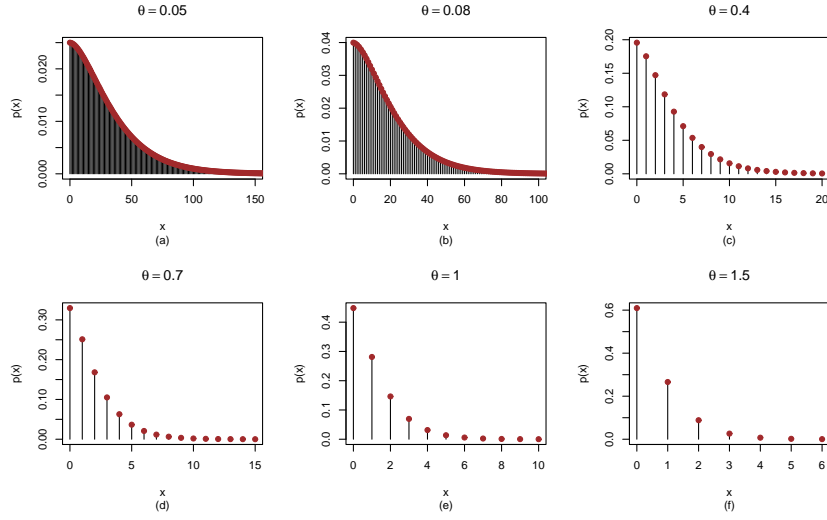 θ = 0.05
p(x)
0.000 0.010 0.020
0 50 100 150
x
(a)
θ = 0.08
p(x)
0.00 0.01 0.02 0.03 0.04
0 20 40 60 80 100
x
(b)
θ = 0.4
p(x)
0.00 0.05 0.10 0.15 0.20
0 5 10 15 20
x
(c)
θ = 0.7
p(x)
0.00 0.10 0.20 0.30
0 5 10 15
x
(d)
θ = 1
p(x)
0.0 0.1 0.2 0.3 0.4
0 2 4 6 8 10
x
(e)
θ = 1.5
p(x)
0.0 0.2 0.4 0.6
0 1 2 3 4 5 6
x
(f)